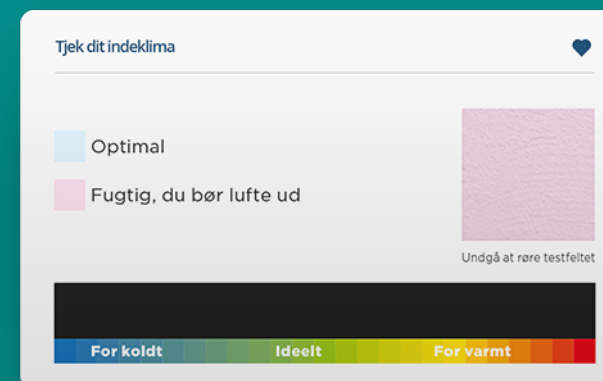 Tjek dit indeklima
Optimal
Fugtig, du bør lufte ud
Undgå at røre testfeltet
For koldt Ideelt For varmt